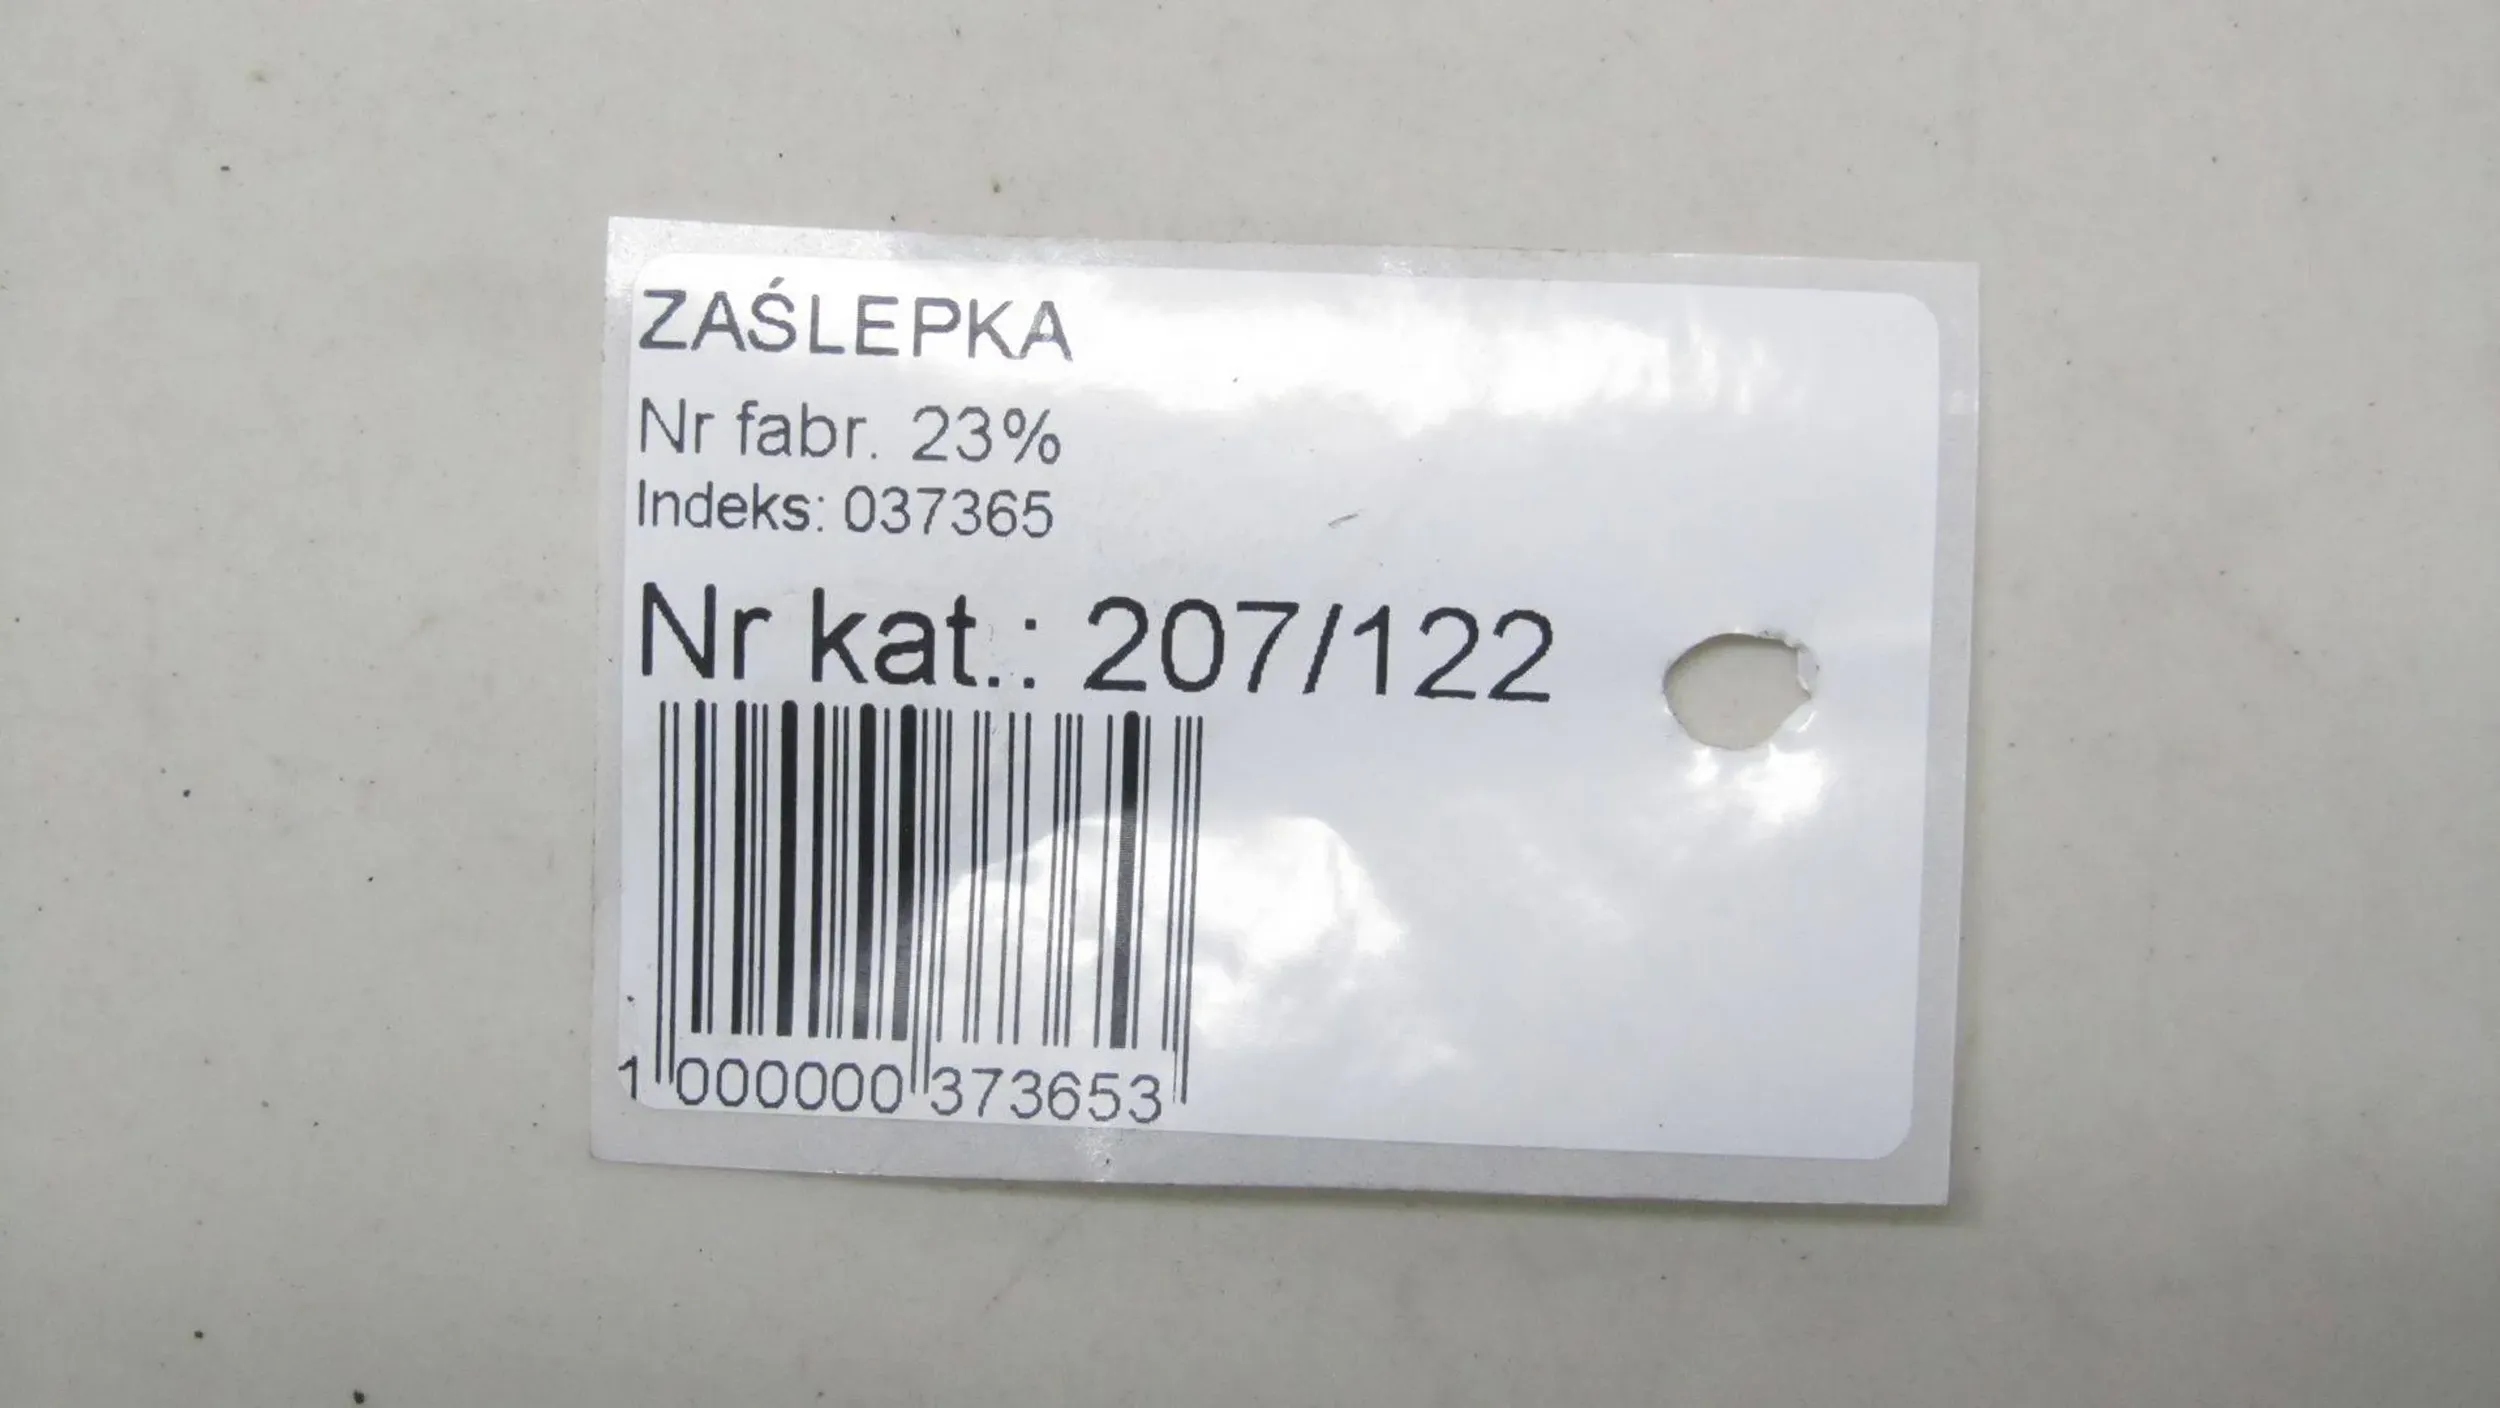 ZAŚLEPKA
Nr fabr. 23%
Indeks: 037365
Nr kat.: 207/122
1 000000 373653